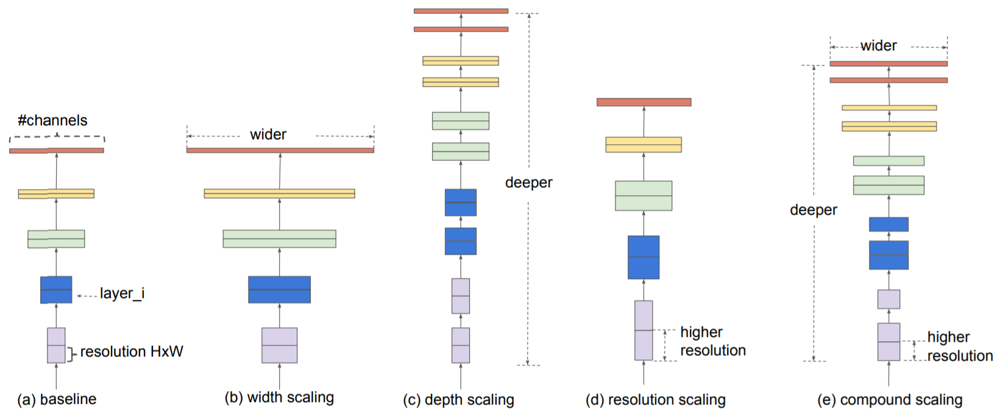 #channels
layer_i
resolution HxW
(a) baseline
wider
(b) width scaling
deeper
(c) depth scaling
higher
resolution
(d) resolution scaling
wider
deeper
higher
resolution
(e) compound scaling